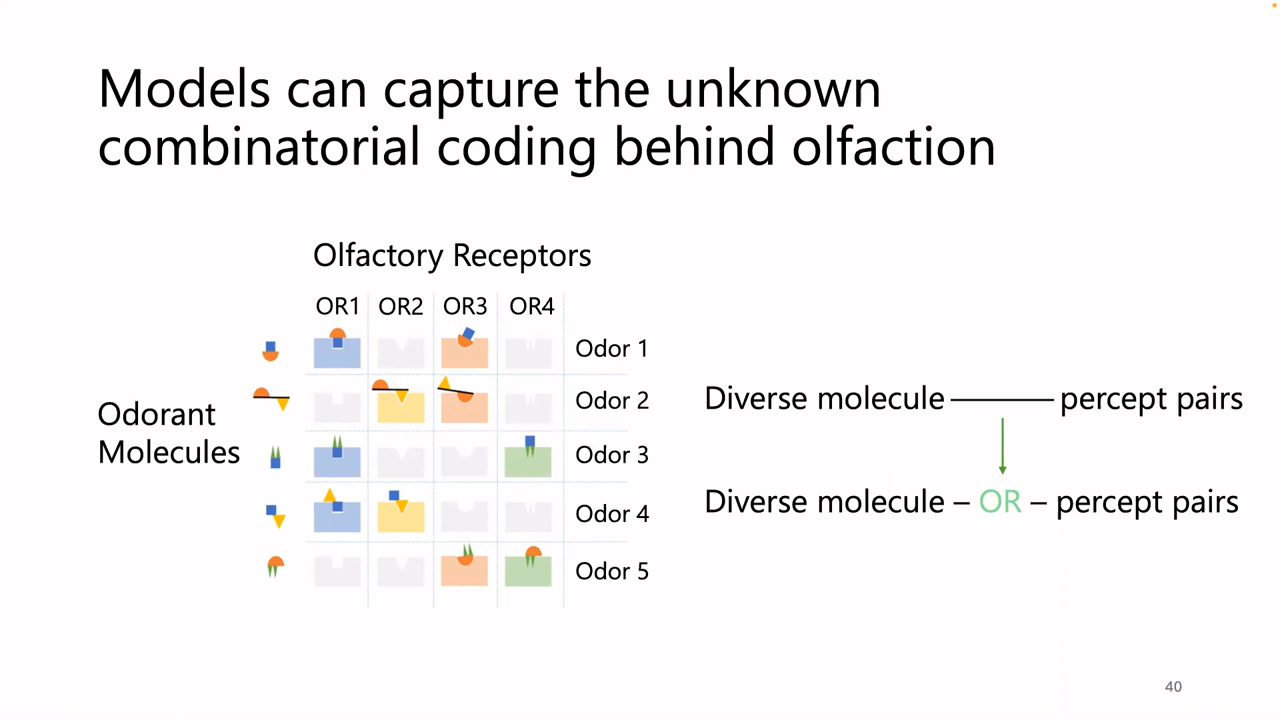 Models can capture the unknown
combinatorial coding behind olfaction
Olfactory Receptors
OR1 OR2 OR3 OR4
Odor 1
Odor 2
Odorant
Molecules
Odor 3
Odor 4
Odor 5
Diverse molecule percept pairs
Diverse molecule – OR – percept pairs
40